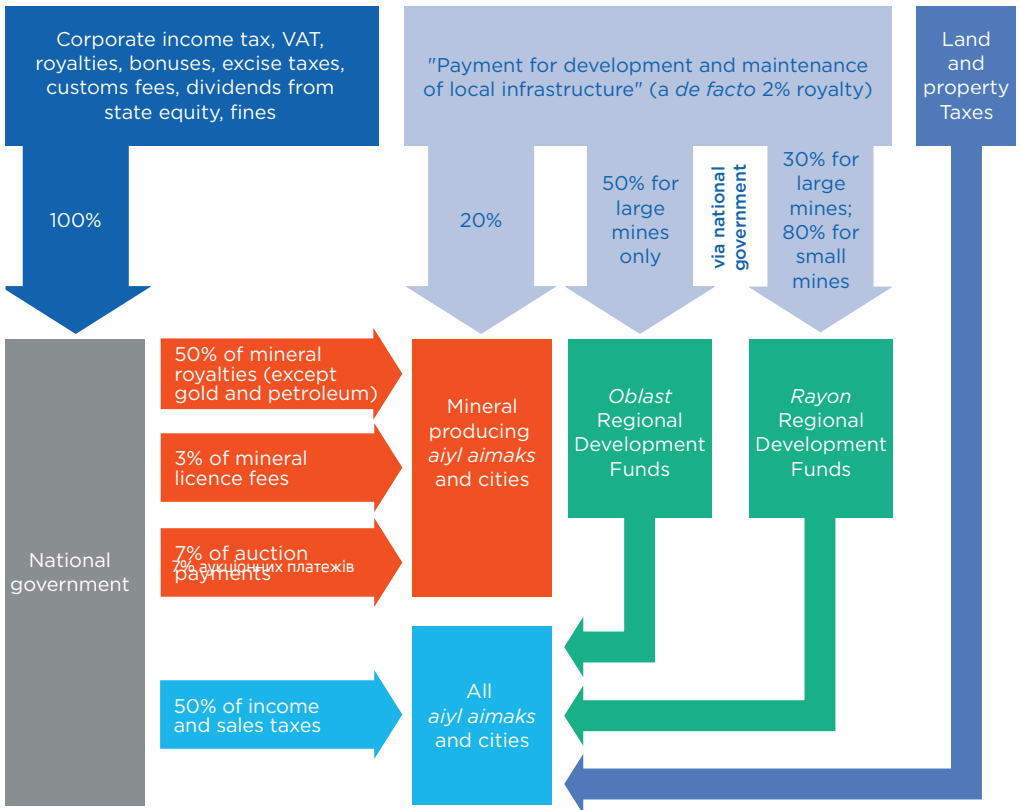 Corporate income tax, VAT,
royalties, bonuses, excise taxes,
customs fees, dividends from
state equity, fines
"Payment for development and maintenance
of local infrastructure" (a de facto 2% royalty)
Land
and
property
Taxes
100%
20%
50% for
large
mines
only
via national
government
30% for
large
mines;
80% for
small
mines
National
government
50% of mineral
royalties (except
gold and petroleum)
3% of mineral
licence fees
7% of auction
payments
7% аукціонних платежів
50% of income
and sales taxes
Mineral
producing
aiyl aimaks
and cities
Oblast
Regional
Development
Funds
Rayon
Regional
Development
Funds
All
aiyl aimaks
and cities